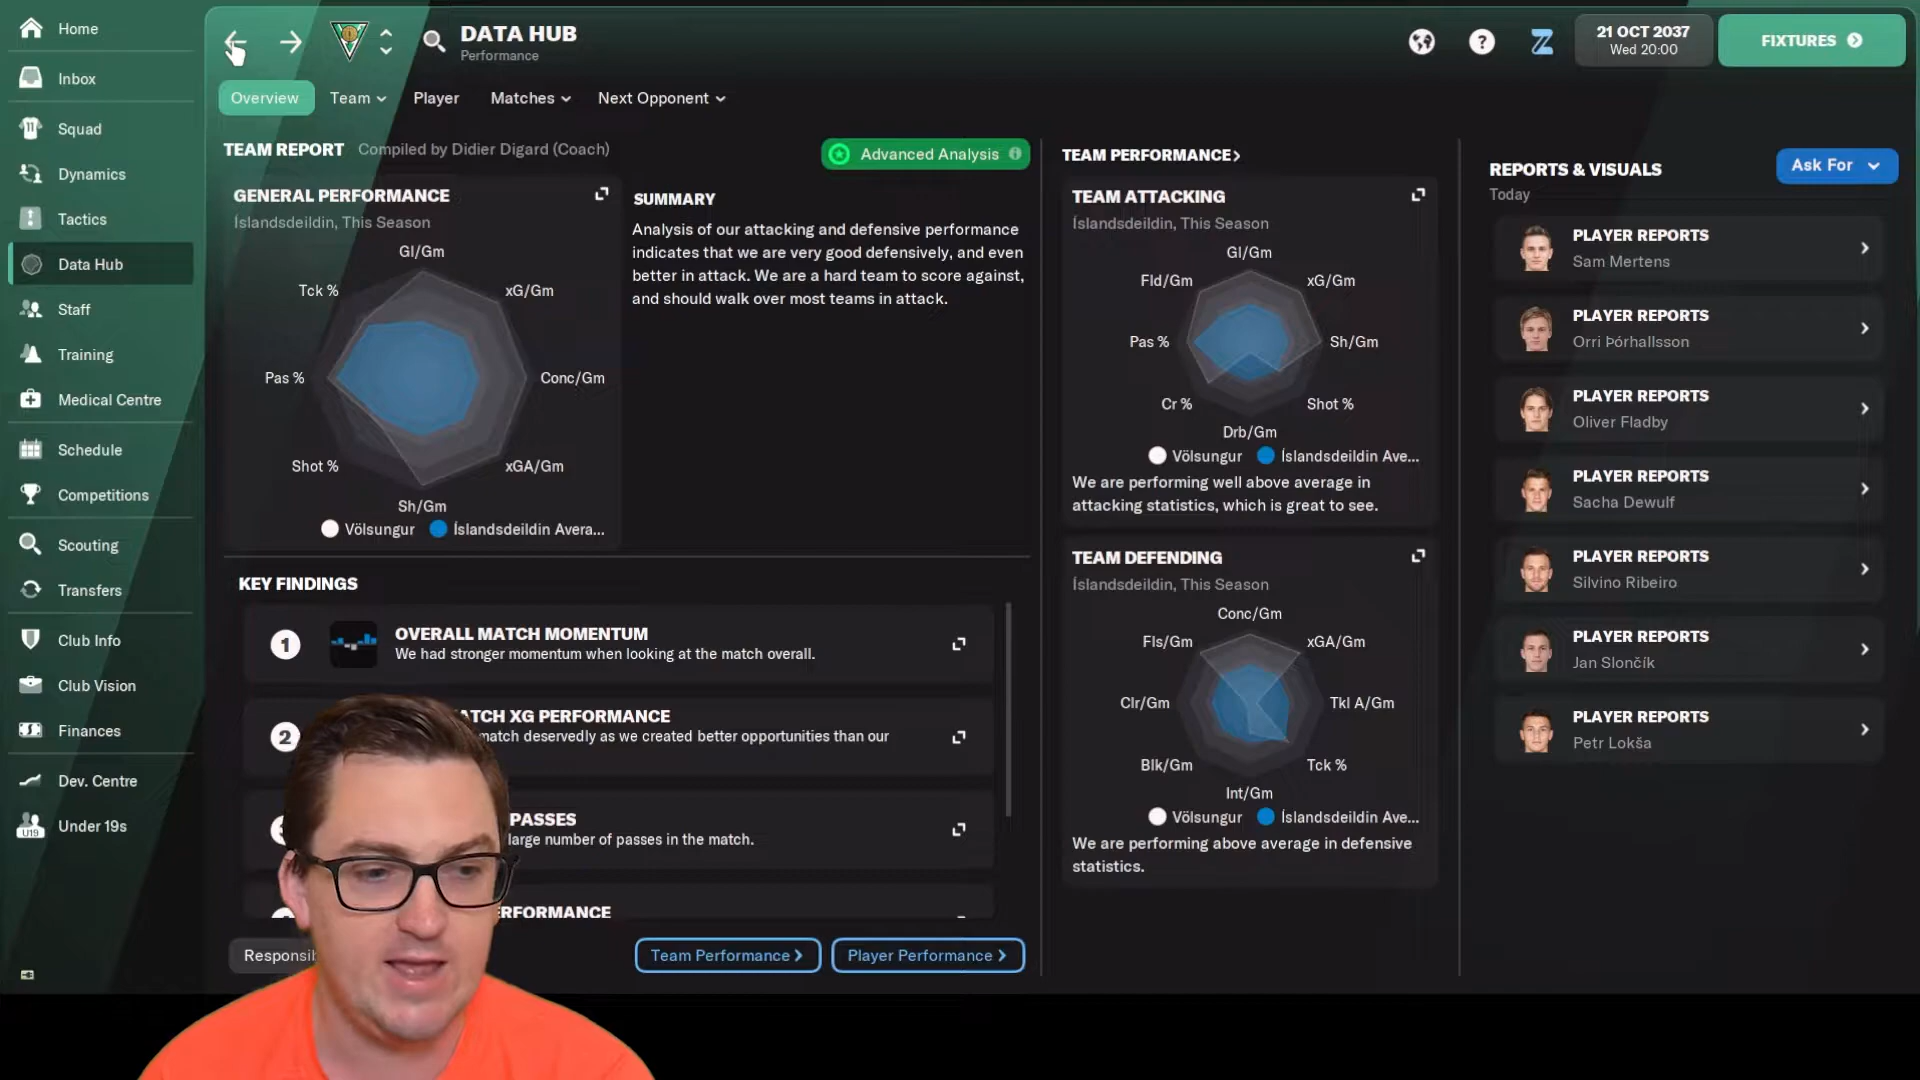 Home
Inbox
Squad
Dynamics
Tactics
Data Hub
Staff
Training
Medical Centre
Schedule
Competitions
Scouting
Transfers
Club Info
Club Vision
Finances
Dev. Centre
U19
Under 19s
DATA HUB
Performance
21 OCT 2037
Wed 20:00
FIXTURES
Overview
Team
Player
Matches
Next Opponent
TEAM REPORT Compiled by Didier Digard (Coach)
Advanced Analysis
GENERAL PERFORMANCE
Íslandsdeildin, This Season
Gl/Gm
xG/Gm
Conc/Gm
xGA/Gm
Sh/Gm
Shot %
Pas %
Tck %
Völsungur
Íslandsdeildin Avera...
SUMMARY
Analysis of our attacking and defensive performance
indicates that we are very good defensively, and even
better in attack. We are a hard team to score against,
and should walk over most teams in attack.
KEY FINDINGS
1
OVERALL MATCH MOMENTUM
We had stronger momentum when looking at the match overall.
2
ATCH XG PERFORMANCE
match deservedly as we created better opportunities than our
PASSES
large number of passes in the match.
ERFORMANCE
Responsib
Team Performance
Player Performance
TEAM PERFORMANCE
TEAM ATTACKING
Íslandsdeildin, This Season
Gl/Gm
xG/Gm
Sh/Gm
Shot %
Drb/Gm
Cr %
Pas %
Fld/Gm
Völsungur
Íslandsdeildin Ave...
We are performing well above average in
attacking statistics, which is great to see.
TEAM DEFENDING
Íslandsdeildin, This Season
Conc/Gm
xGA/Gm
Tkl A/Gm
Tck %
Int/Gm
Blk/Gm
Clr/Gm
Fls/Gm
Völsungur
Íslandsdeildin Ave...
We are performing above average in defensive
statistics.
REPORTS & VISUALS
Today
Ask For
PLAYER REPORTS
Sam Mertens
PLAYER REPORTS
Orri Þórhallsson
PLAYER REPORTS
Oliver Fladby
PLAYER REPORTS
Sacha Dewulf
PLAYER REPORTS
Silvino Ribeiro
PLAYER REPORTS
Jan Slončík
PLAYER REPORTS
Petr Lokša